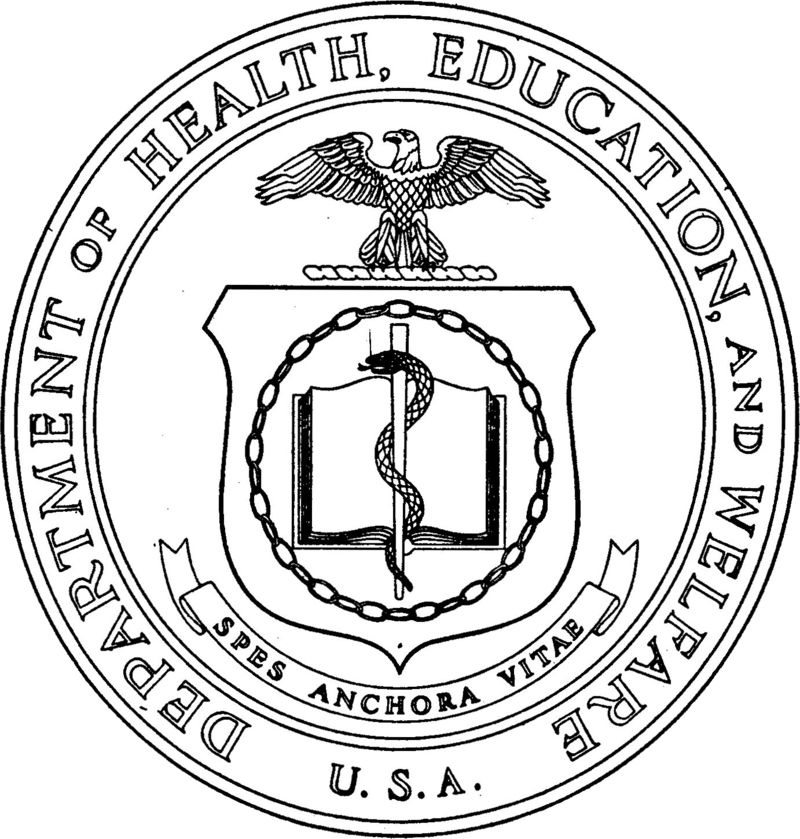 DEPARTMENT OF HEALTH, EDUCATION, AND WELFARE
SPES ANCHORA VITAE
U.S.A.